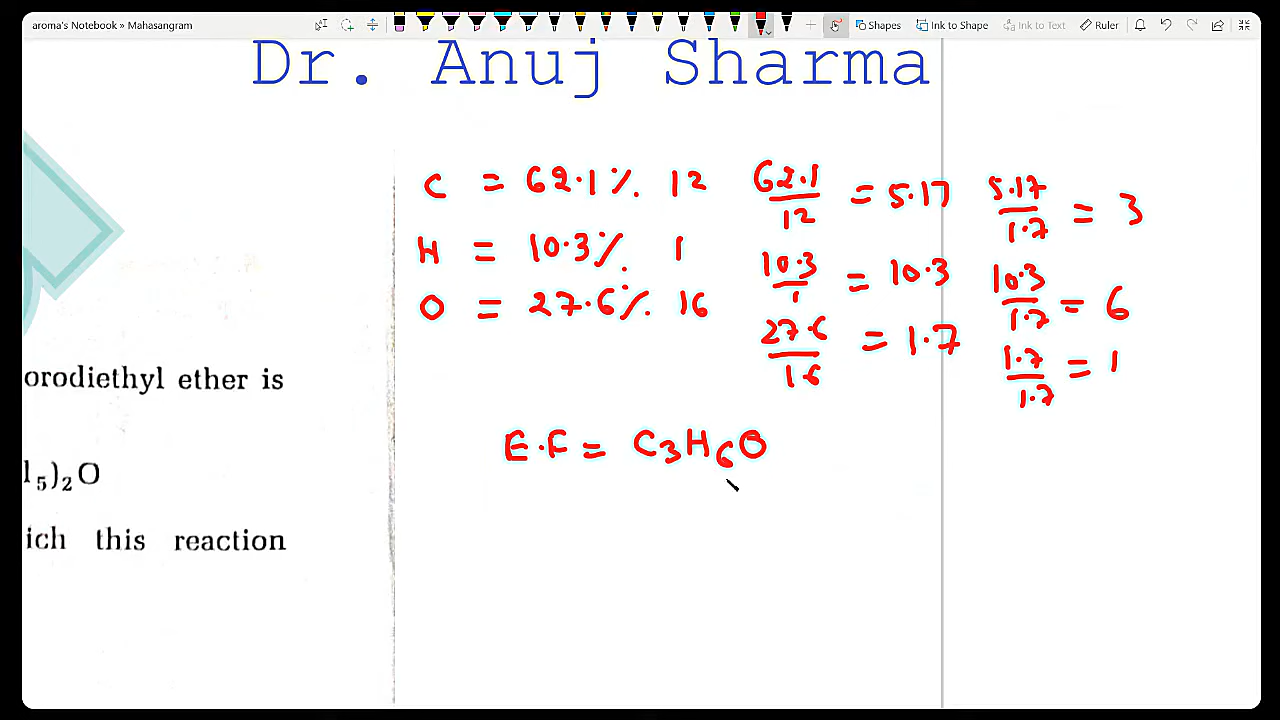 aroma's Notebook » Mahasangram
Shapes Ink to Shape Ink to Text Ruler
Dr. Anuj Sharma
C = 62.1 % 12 62.1/12 = 5.17 5.17/1.7 = 3
H = 10.3 % 1 10.3/1 = 10.3 10.3/1.7 = 6
O = 27.6 % 16 27.6/16 = 1.7 1.7/1.7 = 1
orodiethyl ether is
E.F = C3H6O
l5)2O
ich this reaction